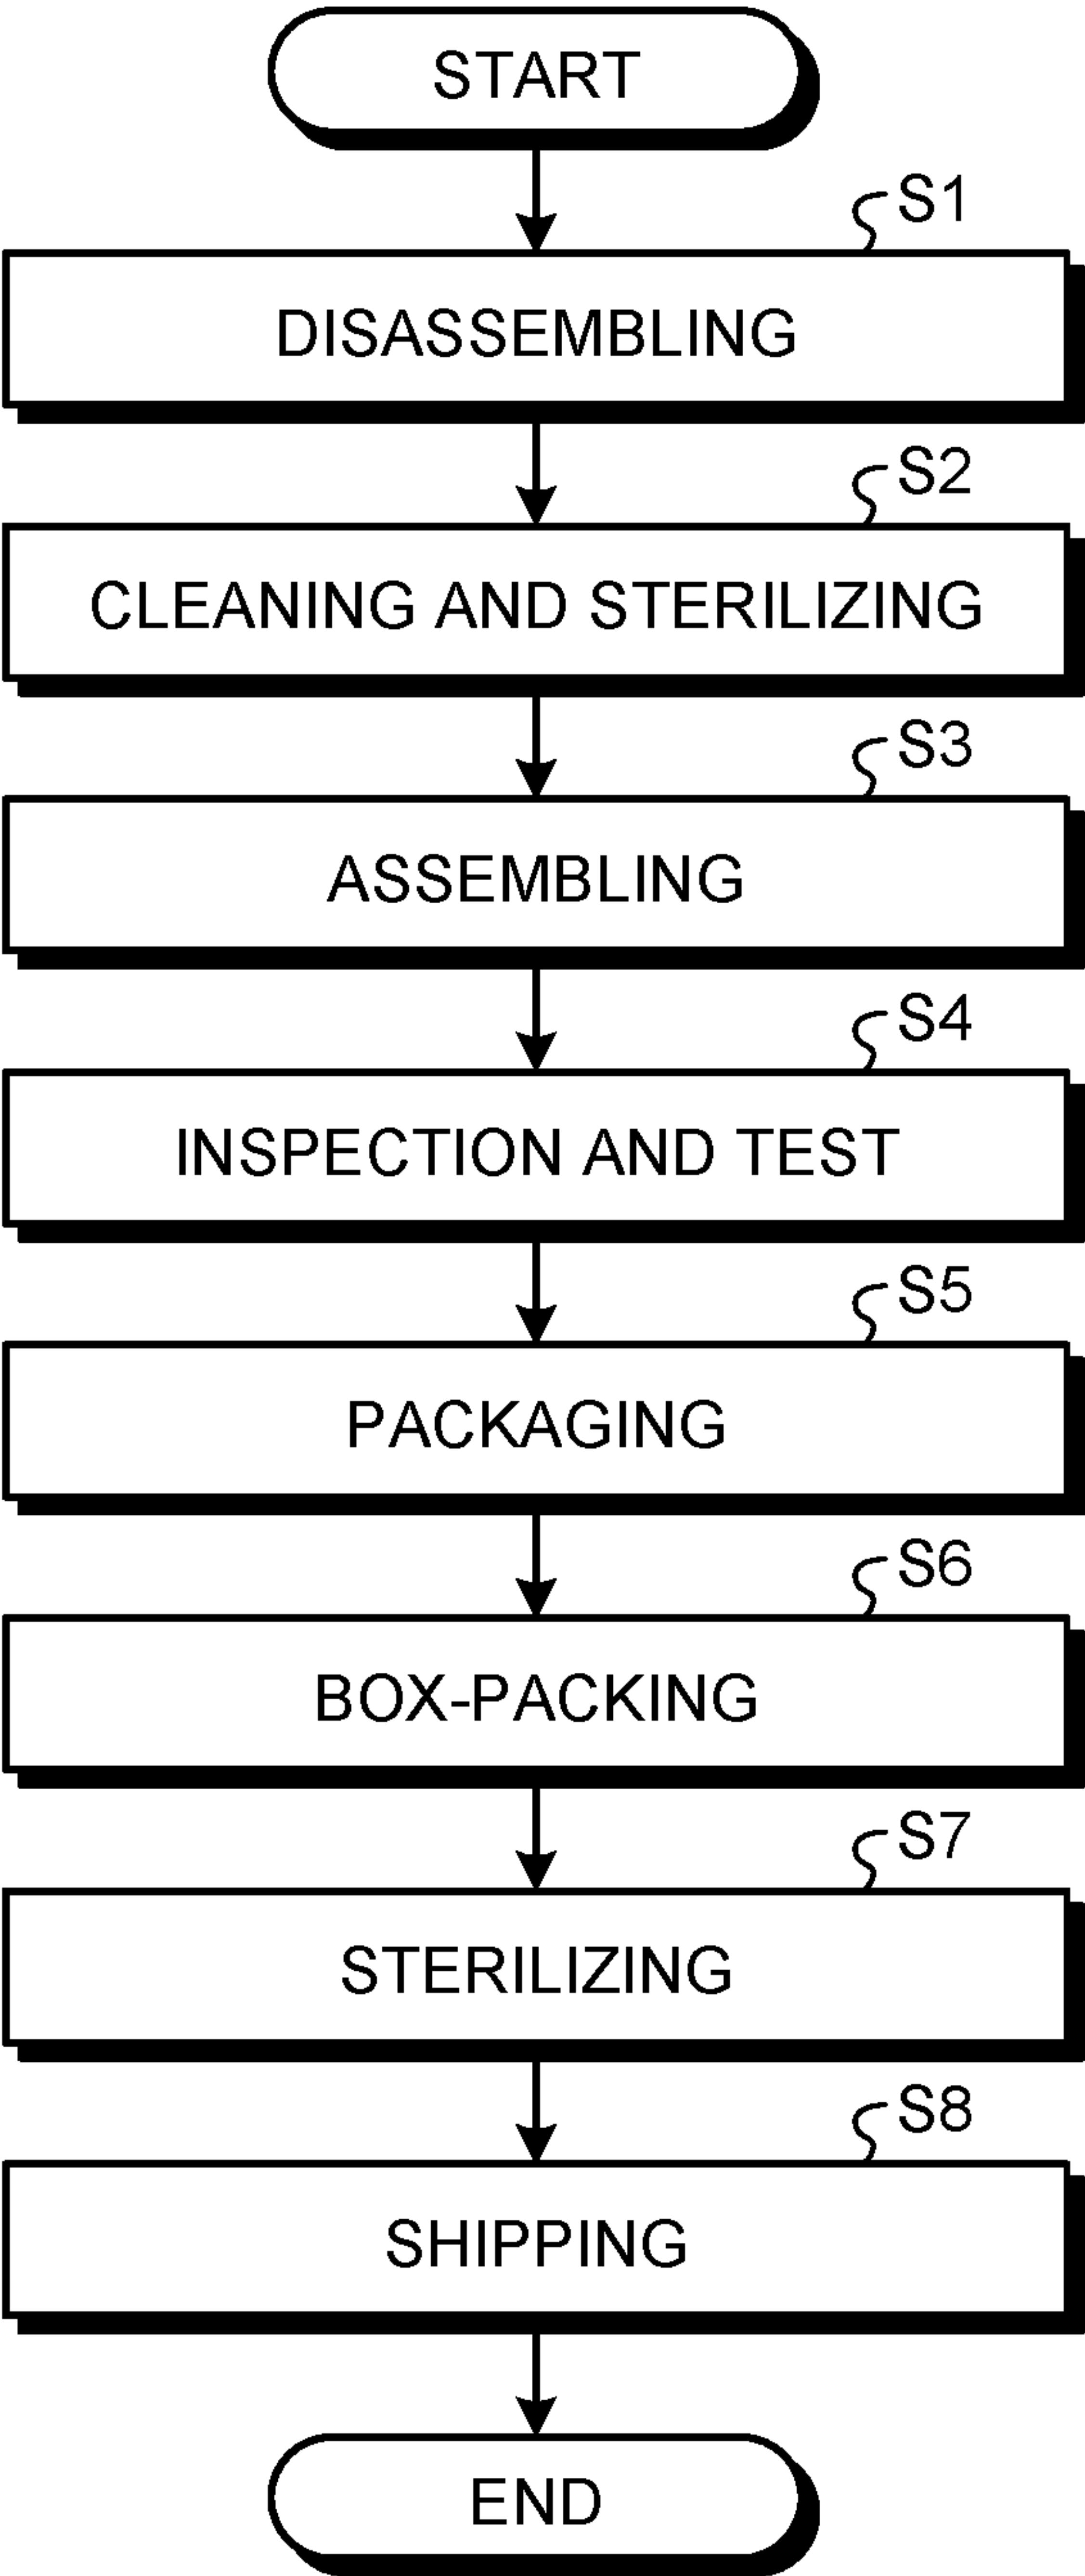 START
S1
DISASSEMBLING
S2
CLEANING AND STERILIZING
S3
ASSEMBLING
S4
INSPECTION AND TEST
S5
PACKAGING
S6
BOX-PACKING
S7
STERILIZING
S8
SHIPPING
END